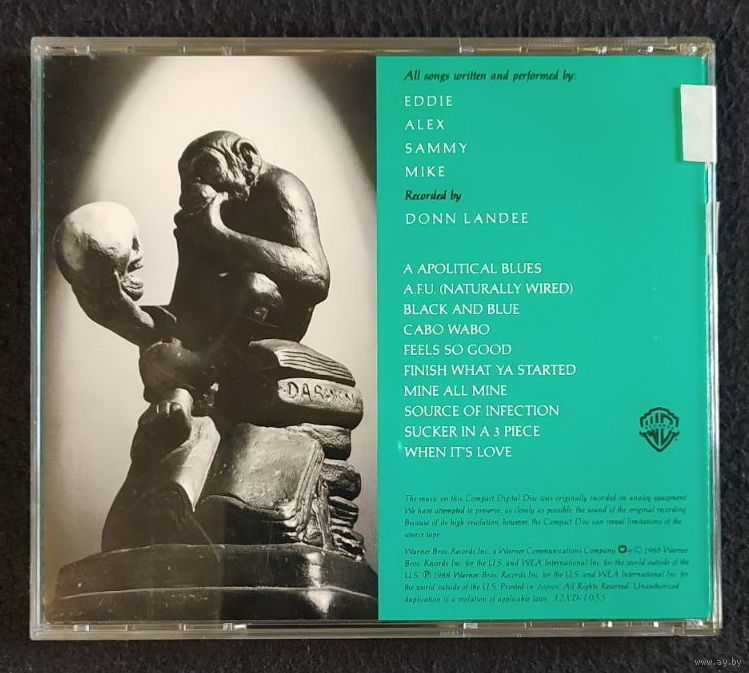 All songs written and performed by:
EDDIE
ALEX
SAMMY
MIKE
Recorded by
DONN LANDEE
A APOLITICAL BLUES
A.F.U. (NATURALLY WIRED)
BLACK AND BLUE
CABO WABO
FEELS SO GOOD
FINISH WHAT YA STARTED
MINE ALL MINE
SOURCE OF INFECTION
SUCKER IN A 3 PIECE
WHEN IT'S LOVE
DARWIN
The music on this Compact Digital Disc was originally recorded on analog equipment.
We have attempted to preserve, as closely as possible, the sound of the original recording.
Because of its high resolution, however, the Compact Disc can reveal limitations of the
source tape.
Warner Bros. Records Inc., a Warner Communications Company. ℗ © 1988 Warner
Bros. Records Inc. for the U.S. and WEA International Inc. for the world outside of the
U.S. ℗ 1988 Warner Bros. Records Inc. for the U.S. and WEA International Inc. for
the world outside of the U.S. Printed in Japan. All Rights Reserved. Unauthorized
duplication is a violation of applicable laws. 32XD-1055
www.ay.by